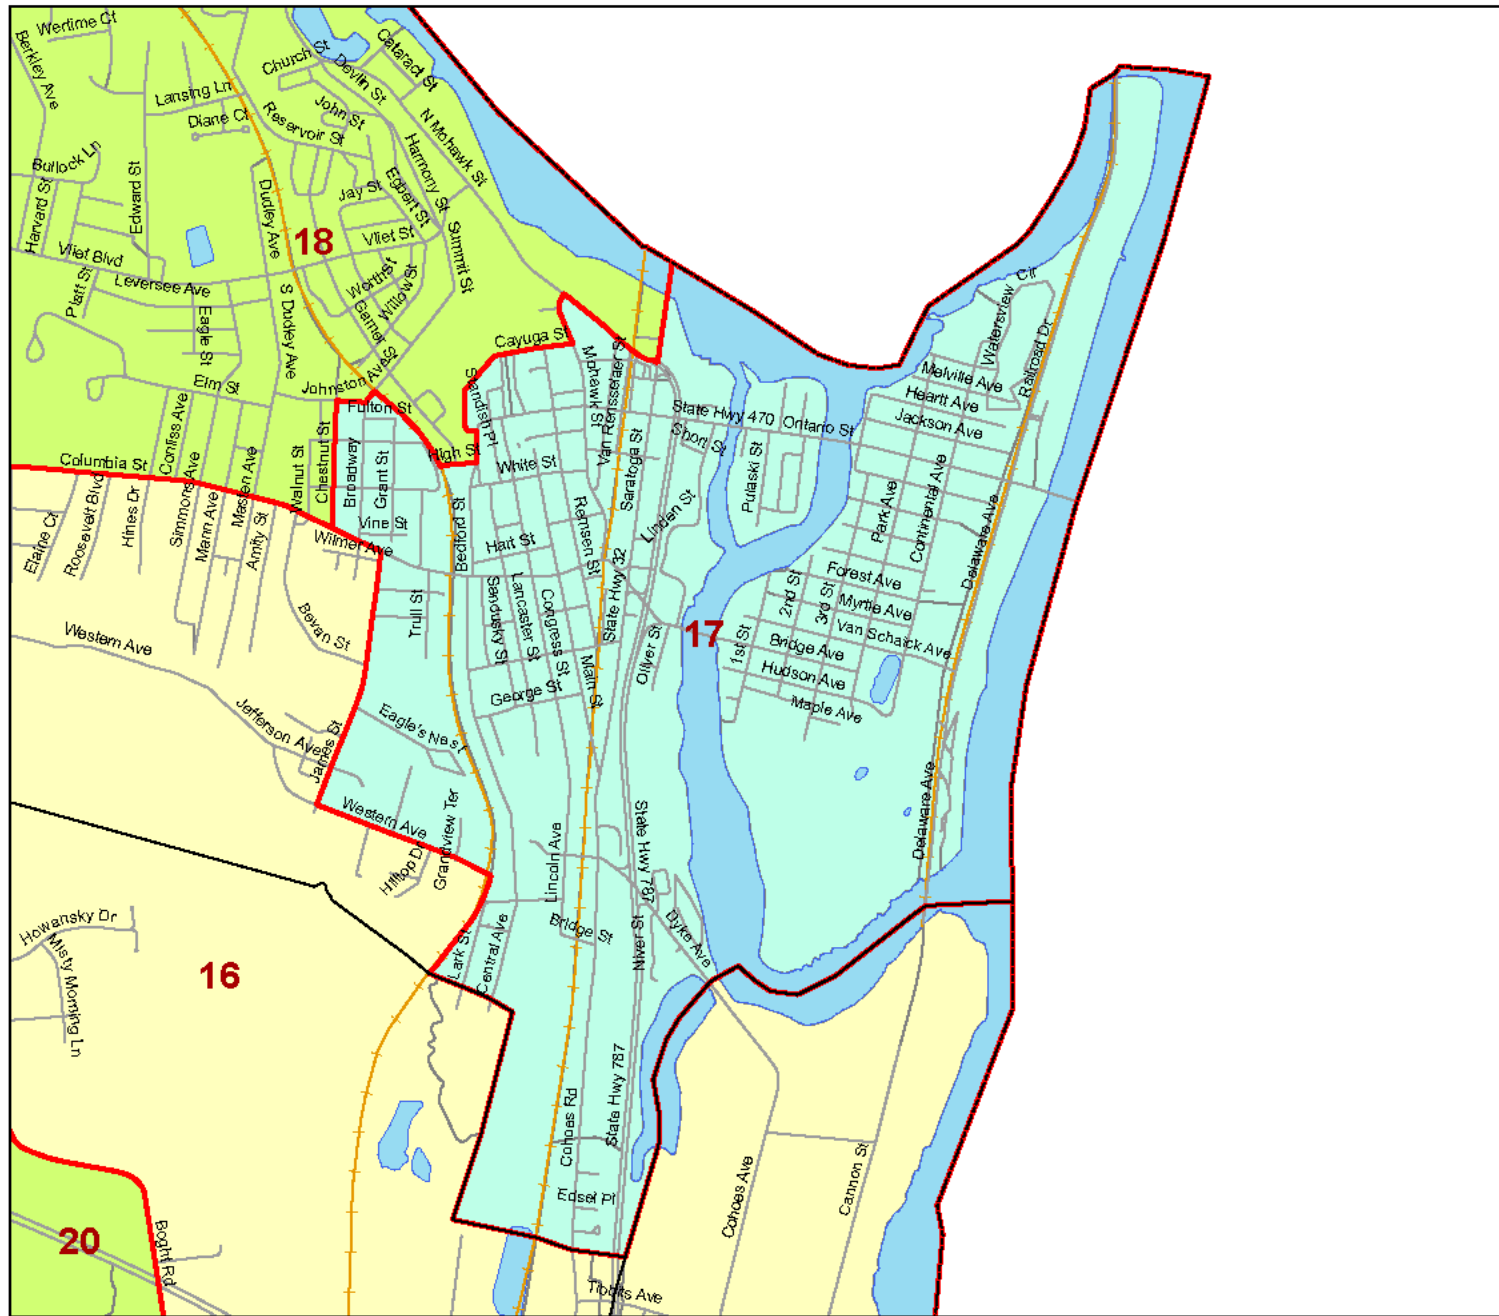 Wertime Ct
Berkley Ave
Church St
Devlin St
Cataract St
Lansing Ln
Diane Ct
John St
Reservoir St
N Mohawk St
Harmony St
Bullock Ln
Harvard St
Edward St
Dudley Ave
Jay St
Egbert St
Vliet St
Summit St
18
Vliet Blvd
Platt St
Leversee Ave
Worth St
Willow St
Garner St
Eagle St
S Dudley Ave
Cayuga St
Mohawk St
Van Rensselaer St
Cir
Watersview
Railroad Dr
Elm St
Johnston Ave
Fulton St
Standish Pl
Melville Ave
Heartt Ave
Jackson Ave
State Hwy 470
Ontario St
Short St
High St
Columbia St
Conliss Ave
Simmons Ave
Masten Ave
Walnut St
Chestnut St
Broadway
Grant St
White St
Saratoga St
Pulaski St
Park Ave
Continental Ave
Elaine Ct
Roosevelt Blvd
Hines Dr
Mann Ave
Amity St
Vine St
Wilmer Ave
Bedford St
Hart St
Remsen St
Linden St
Delaware Ave
Forest Ave
Myrtle Ave
Van Schaick Ave
2nd St
3rd St
1st St
Bridge Ave
Hudson Ave
Maple Ave
Trull St
Sandusky St
Lancaster St
Congress St
State Hwy 32
17
Oliver St
Main St
George St
Bevan St
Western Ave
Jefferson Ave
James St
Eagle's Nest
Western Ave
Grandview Ter
Hilltop Dr
Lincoln Ave
State Hwy 787
Delaware Ave
Bridge St
Niver St
Dyke Ave
Lark St
Central Ave
Howansky Dr
Misty Morning Ln
16
State Hwy 787
Cohoes Rd
Edsel Pl
Cohoes Ave
Cannon St
20
Boght Rd
Tibbits Ave